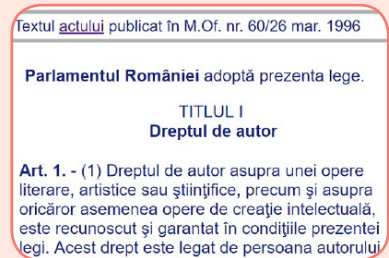 Textul actului publicat în M.Of. nr. 60/26 mar. 1996
Parlamentul României adoptă prezenta lege.
TITLUL I
Dreptul de autor
Art. 1. - (1) Dreptul de autor asupra unei opere
literare, artistice sau ştiinţifice, precum şi asupra
oricăror asemenea opere de creaţie intelectuală,
este recunoscut şi garantat în condiţiile prezentei
legi. Acest drept este legat de persoana autorului